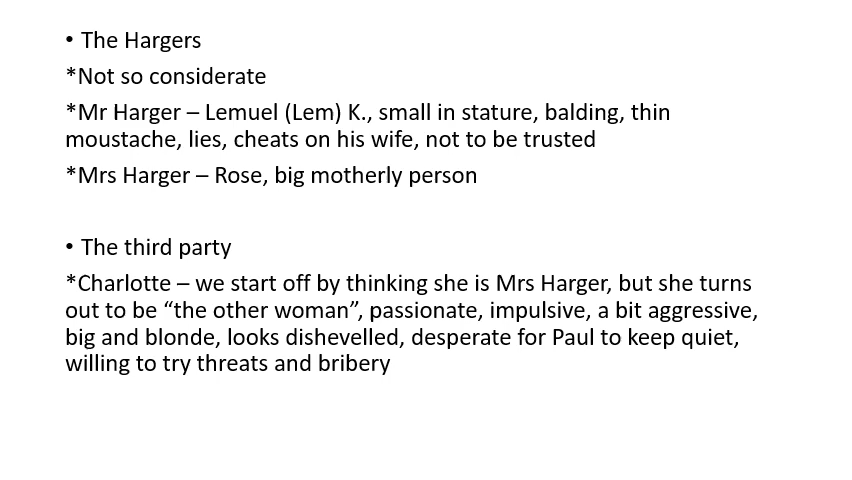 • The Hargers
*Not so considerate
*Mr Harger – Lemuel (Lem) K., small in stature, balding, thin
moustache, lies, cheats on his wife, not to be trusted
*Mrs Harger – Rose, big motherly person
• The third party
*Charlotte – we start off by thinking she is Mrs Harger, but she turns
out to be “the other woman”, passionate, impulsive, a bit aggressive,
big and blonde, looks dishevelled, desperate for Paul to keep quiet,
willing to try threats and bribery